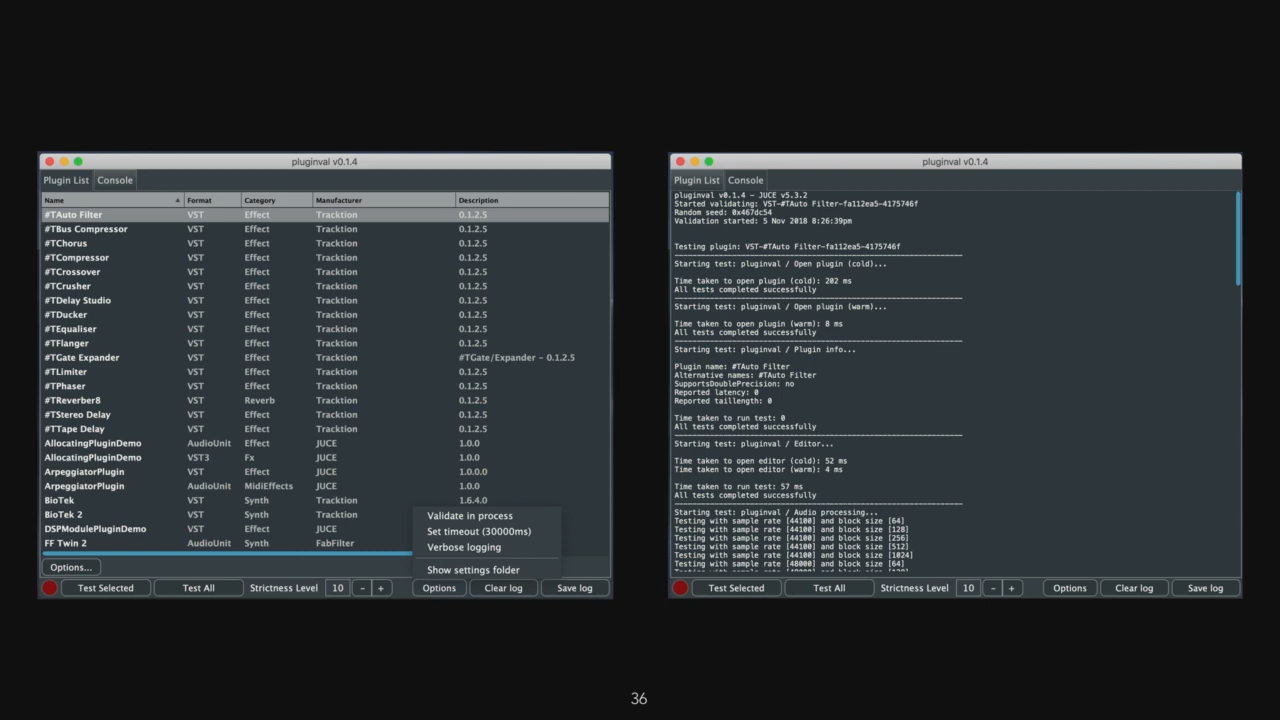 pluginval v0.1.4
Plugin List Console
Name Format Category Manufacturer Description
#TAuto Filter VST Effect Tracktion 0.1.2.5
#TBus Compressor VST Effect Tracktion 0.1.2.5
#TChorus VST Effect Tracktion 0.1.2.5
#TCompressor VST Effect Tracktion 0.1.2.5
#TCrossover VST Effect Tracktion 0.1.2.5
#TCrusher VST Effect Tracktion 0.1.2.5
#TDelay Studio VST Effect Tracktion 0.1.2.5
#TDucker VST Effect Tracktion 0.1.2.5
#TEqualiser VST Effect Tracktion 0.1.2.5
#TFlanger VST Effect Tracktion 0.1.2.5
#TGate Expander VST Effect Tracktion #TGate/Expander - 0.1.2.5
#TLimiter VST Effect Tracktion 0.1.2.5
#TPhaser VST Effect Tracktion 0.1.2.5
#TReverber8 VST Reverb Tracktion 0.1.2.5
#TStereo Delay VST Effect Tracktion 0.1.2.5
#TTape Delay VST Effect Tracktion 0.1.2.5
AllocatingPluginDemo AudioUnit Effect JUCE 1.0.0
AllocatingPluginDemo VST3 Fx JUCE 1.0.0
ArpeggiatorPlugin VST Effect JUCE 1.0.0.0
ArpeggiatorPlugin AudioUnit MidiEffects JUCE 1.0.0
BioTek VST Synth Tracktion 1.6.4.0
BioTek 2 VST Synth Tracktion
DSPModulePluginDemo VST Effect JUCE
FF Twin 2 AudioUnit Synth FabFilter
Validate in process
Set timeout (30000ms)
Verbose logging
Show settings folder
Options...
Test Selected Test All Strictness Level 10 - + Options Clear log Save log
pluginval v0.1.4
Plugin List Console
pluginval v0.1.4 – JUCE v5.3.2
Started validating: VST-#TAuto Filter-fa112ea5-4175746f
Random seed: 0x467dc54
Validation started: 5 Nov 2018 8:26:39pm
Testing plugin: VST-#TAuto Filter-fa112ea5-4175746f
Starting test: pluginval / Open plugin (cold)...
Time taken to open plugin (cold): 202 ms
All tests completed successfully
Starting test: pluginval / Open plugin (warm)...
Time taken to open plugin (warm): 8 ms
All tests completed successfully
Starting test: pluginval / Plugin info...
Plugin name: #TAuto Filter
Alternative names: #TAuto Filter
SupportsDoublePrecision: no
Reported latency: 0
Reported taillength: 0
Time taken to run test: 0
All tests completed successfully
Starting test: pluginval / Editor...
Time taken to open editor (cold): 52 ms
Time taken to open editor (warm): 4 ms
Time taken to run test: 57 ms
All tests completed successfully
Starting test: pluginval / Audio processing...
Testing with sample rate [44100] and block size [64]
Testing with sample rate [44100] and block size [128]
Testing with sample rate [44100] and block size [256]
Testing with sample rate [44100] and block size [512]
Testing with sample rate [44100] and block size [1024]
Testing with sample rate [48000] and block size [64]
Test Selected Test All Strictness Level 10 - + Options Clear log Save log
36